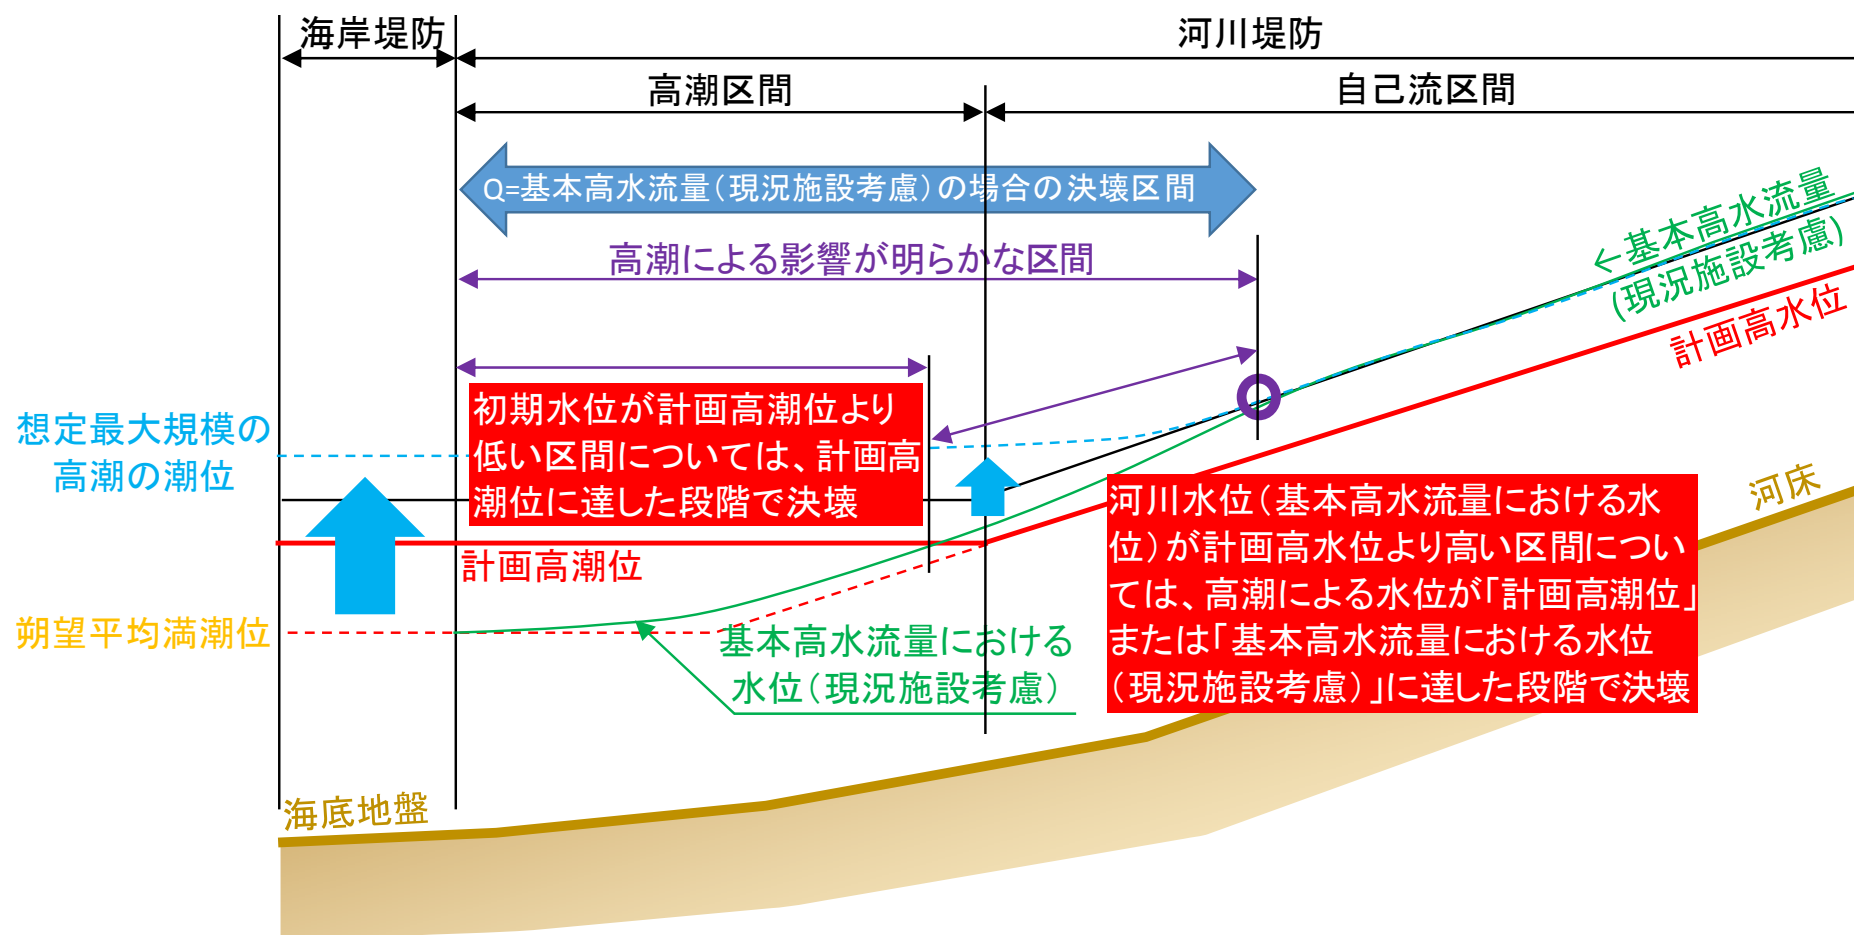 海岸堤防
河川堤防
高潮区間
自己流区間
Q=基本高水流量（現況施設考慮）の場合の決壊区間
高潮による影響が明らかな区間
←基本高水流量
(現況施設考慮)
計画高水位
初期水位が計画高潮位より
低い区間については、計画高
潮位に達した段階で決壊
想定最大規模の
高潮の潮位
河床
河川水位（基本高水流量における水
位）が計画高水位より高い区間につい
ては、高潮による水位が「計画高潮位」
または「基本高水流量における水位
（現況施設考慮）」に達した段階で決壊
計画高潮位
朔望平均満潮位
基本高水流量における
水位（現況施設考慮）
海底地盤